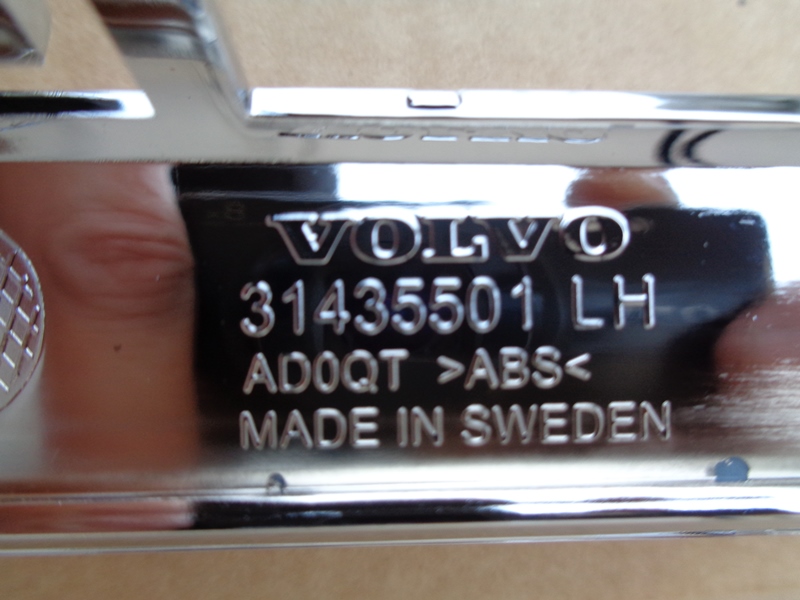 VOLVO
31435501 LH
AD0QT >ABS<
MADE IN SWEDEN